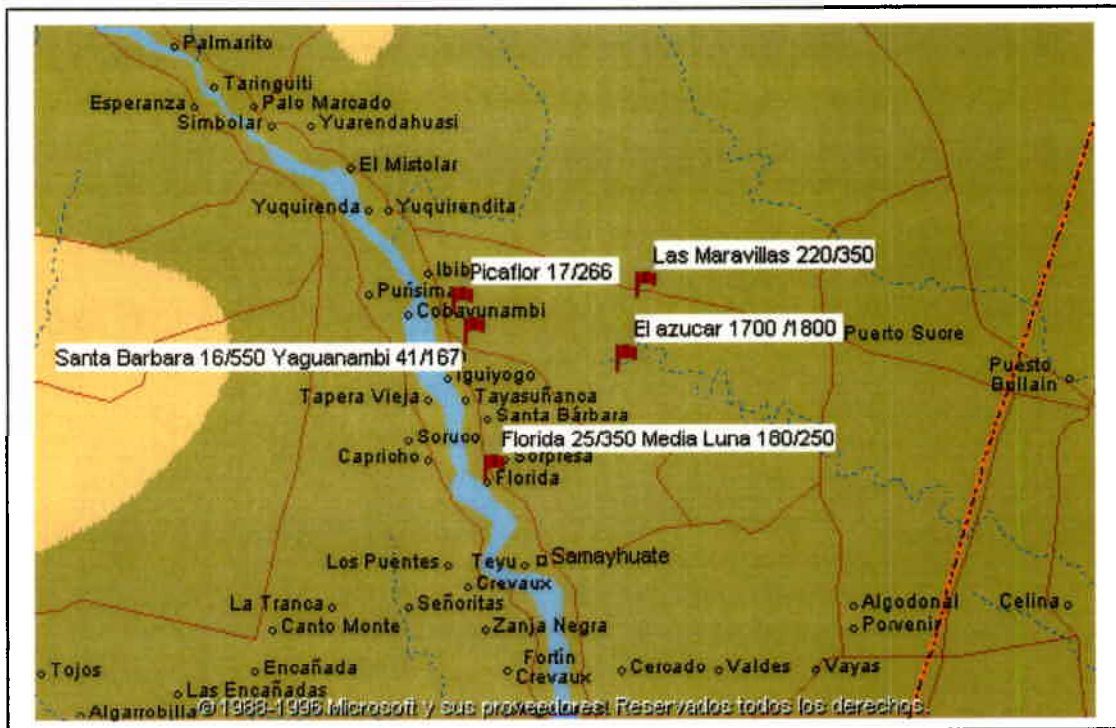 Palmarito
Taringuiti
Esperanza
Palo Marcado
Simbolar
Yuarendahuasi
El Mistolar
Yuquirenda
Yuquirendita
Las Maravillas 220/350
Picaflor 17/266
Purisima
Cobayunambi
El azucar 1700 /1800
Puerto Sucre
Santa Barbara 16/550 Yaguanambi 41/167
Puesto
Bullain
Iguiyogo
Tapera Vieja
Tayasuñanoa
Santa Bárbara
Soruco
Florida 25/350 Media Luna 180/250
Capricho
Sorpresa
Florida
Los Puentes
Teyu
Samayhuate
Crevaux
La Tranca
Señoritas
Algodonal
Celina
Canto Monte
Zanja Negra
Porvenir
Tojos
Encañada
Fortin
Crevaux
Cercado
Valdes
Vayas
Las Encañadas
Algarrobilla
© 1988-1996 Microsoft y sus proveedores. Reservados todos los derechos.